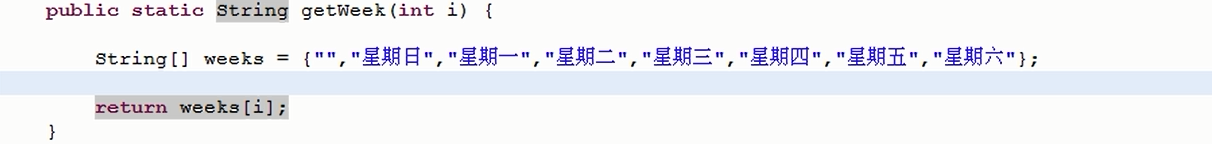 public static String getWeek(int i) {
String[] weeks = {"","星期日","星期一","星期二","星期三","星期四","星期五","星期六"};
return weeks[i];
}